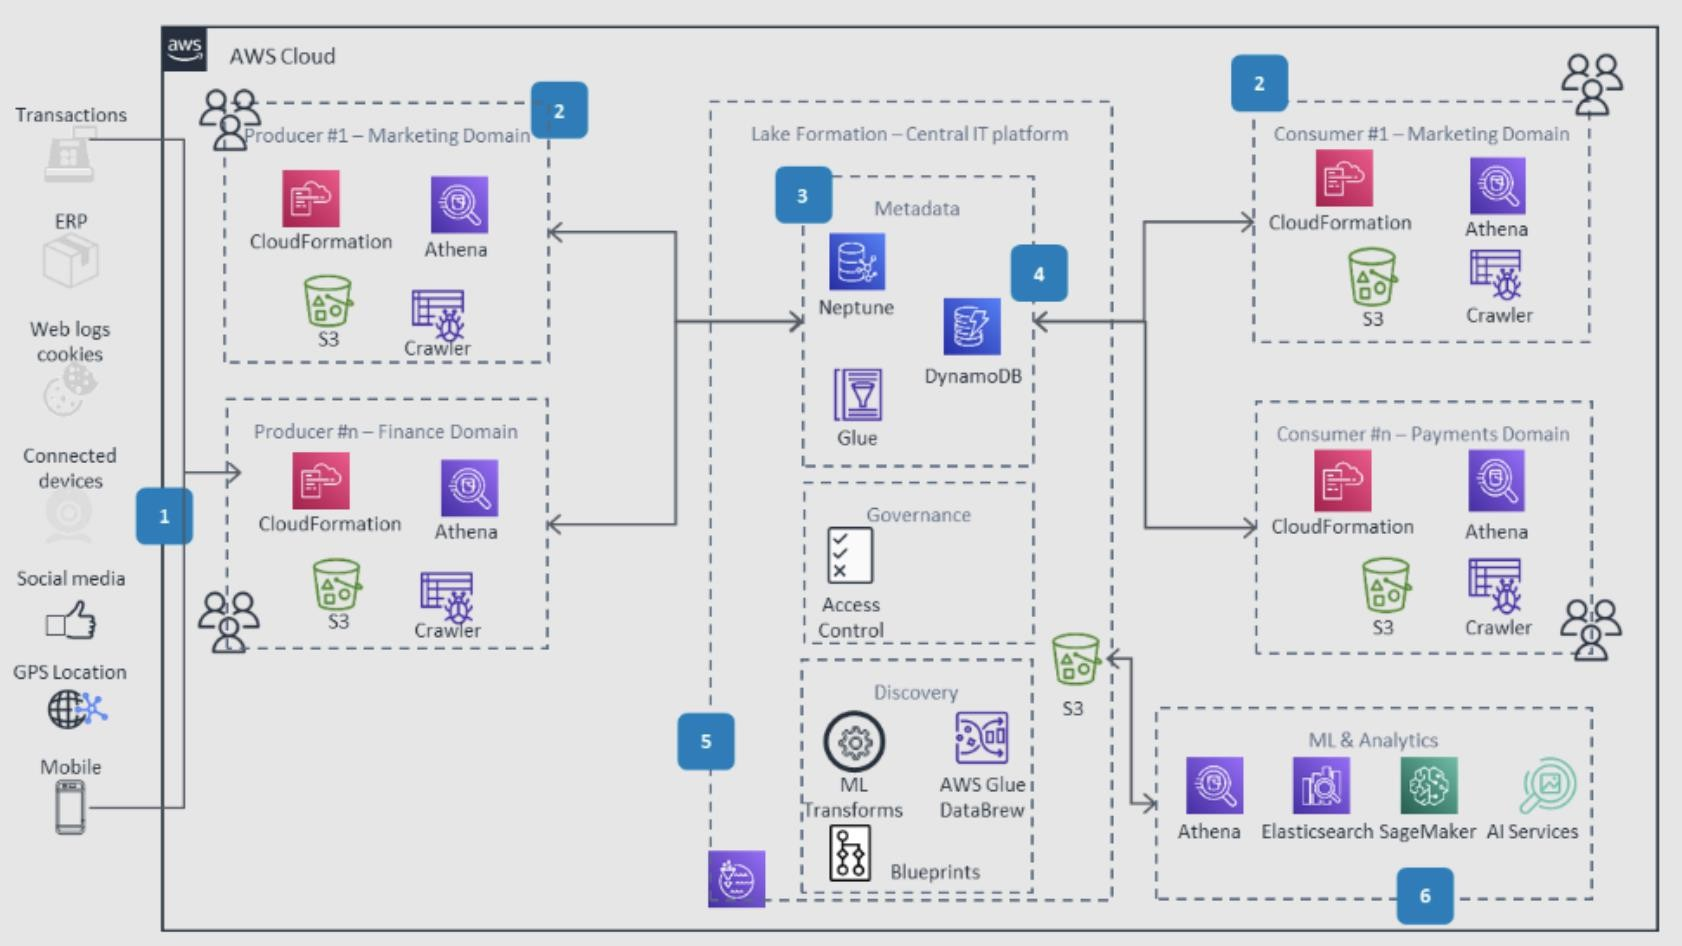 aws
AWS Cloud
Transactions
ERP
Web logs
cookies
Connected
devices
Social media
GPS Location
Mobile
1
2
Producer #1 – Marketing Domain
CloudFormation
Athena
S3
Crawler
Producer #n – Finance Domain
CloudFormation
Athena
S3
Crawler
Lake Formation – Central IT platform
3
Metadata
Neptune
4
DynamoDB
Glue
Governance
Access
Control
Discovery
ML
Transforms
AWS Glue
DataBrew
Blueprints
5
S3
2
Consumer #1 – Marketing Domain
CloudFormation
Athena
S3
Crawler
Consumer #n – Payments Domain
CloudFormation
Athena
S3
Crawler
ML & Analytics
Athena
Elasticsearch
SageMaker
AI Services
6